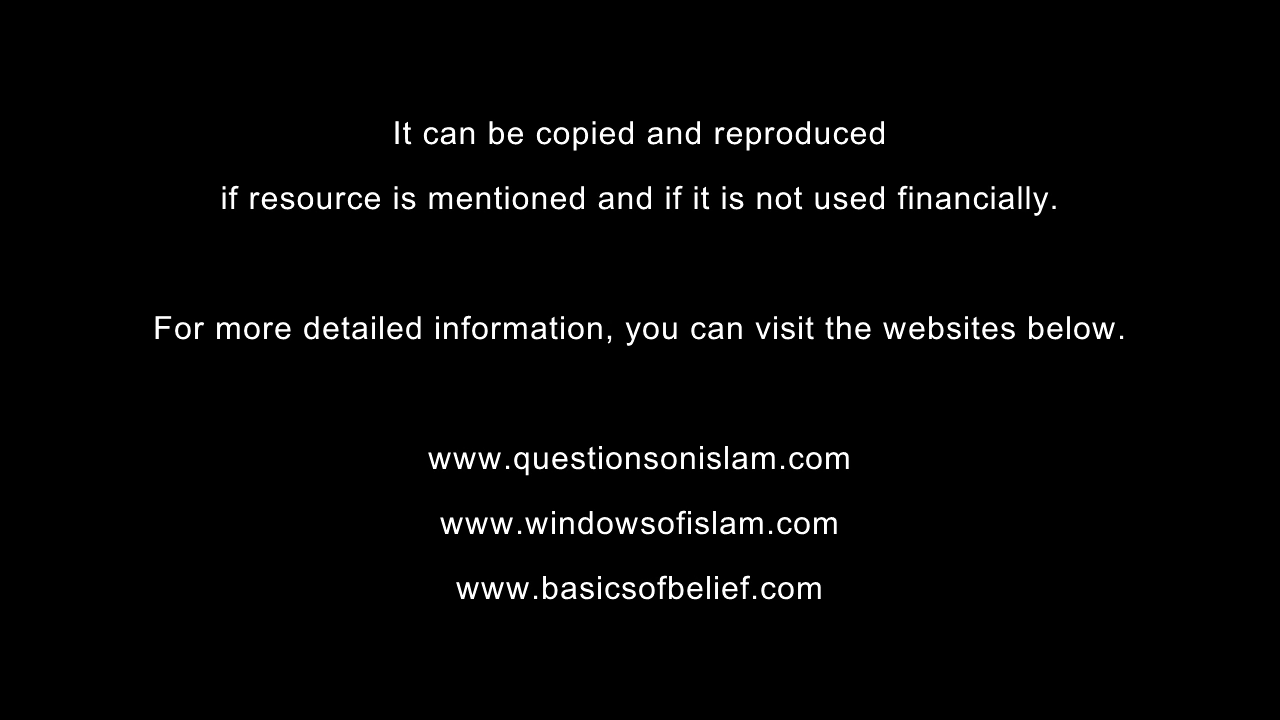 It can be copied and reproduced
if resource is mentioned and if it is not used financially.
For more detailed information, you can visit the websites below.
www.questionsonislam.com
www.windowsofislam.com
www.basicsofbelief.com